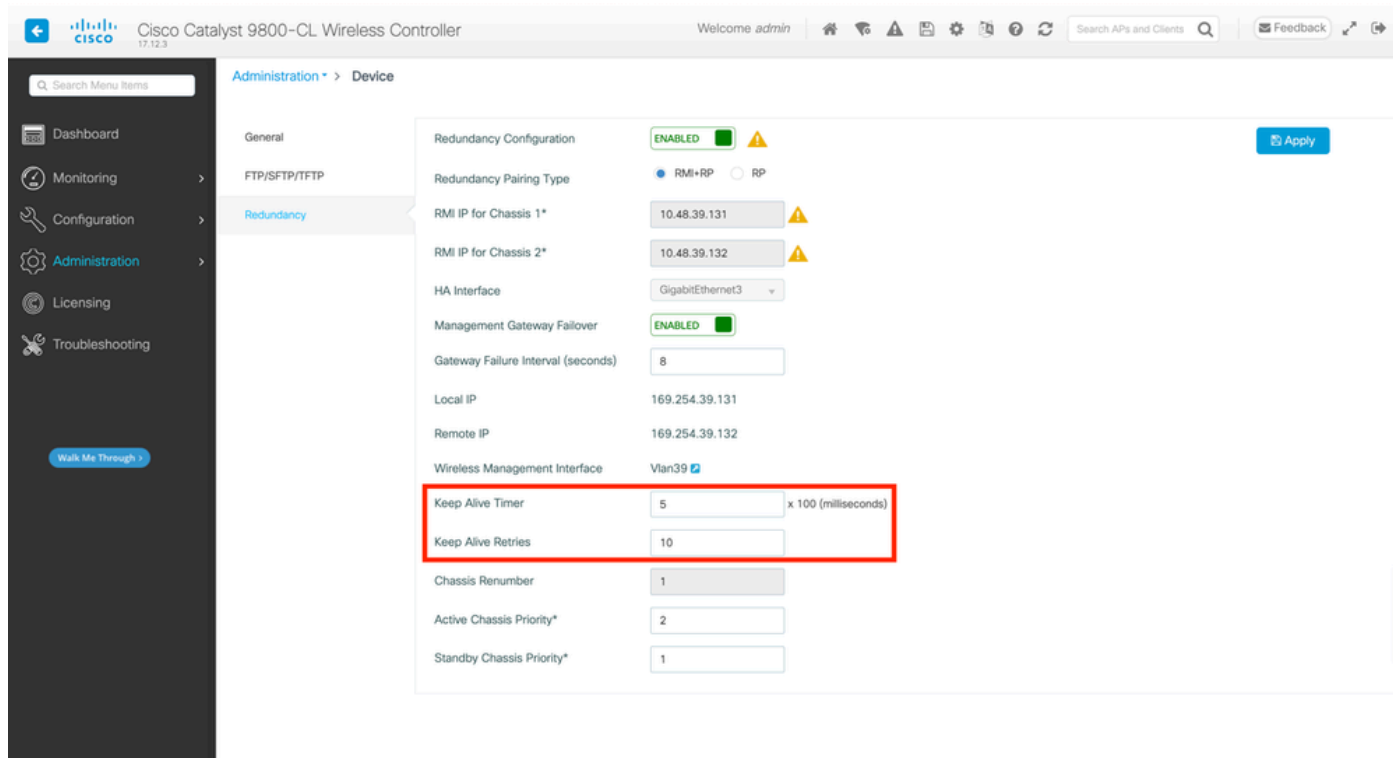 cisco
Cisco Catalyst 9800-CL Wireless Controller
17.12.3
Welcome admin
Search APs and Clients
Feedback
Search Menu Items
Dashboard
Monitoring
Configuration
Administration
Licensing
Troubleshooting
Walk Me Through >
Administration > Device
General
FTP/SFTP/TFTP
Redundancy
Apply
Redundancy Configuration ENABLED
Redundancy Pairing Type RMI+RP RP
RMI IP for Chassis 1* 10.48.39.131
RMI IP for Chassis 2* 10.48.39.132
HA Interface GigabitEthernet3
Management Gateway Failover ENABLED
Gateway Failure Interval (seconds) 8
Local IP 169.254.39.131
Remote IP 169.254.39.132
Wireless Management Interface Vlan39
Keep Alive Timer 5 x 100 (milliseconds)
Keep Alive Retries 10
Chassis Renumber 1
Active Chassis Priority* 2
Standby Chassis Priority* 1